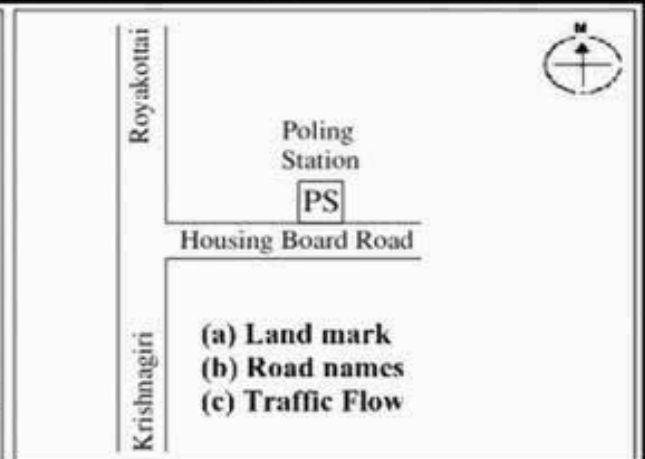 N
Royakottai
Poling
Station
PS
Housing Board Road
Krishnagiri
(a) Land mark
(b) Road names
(c) Traffic Flow